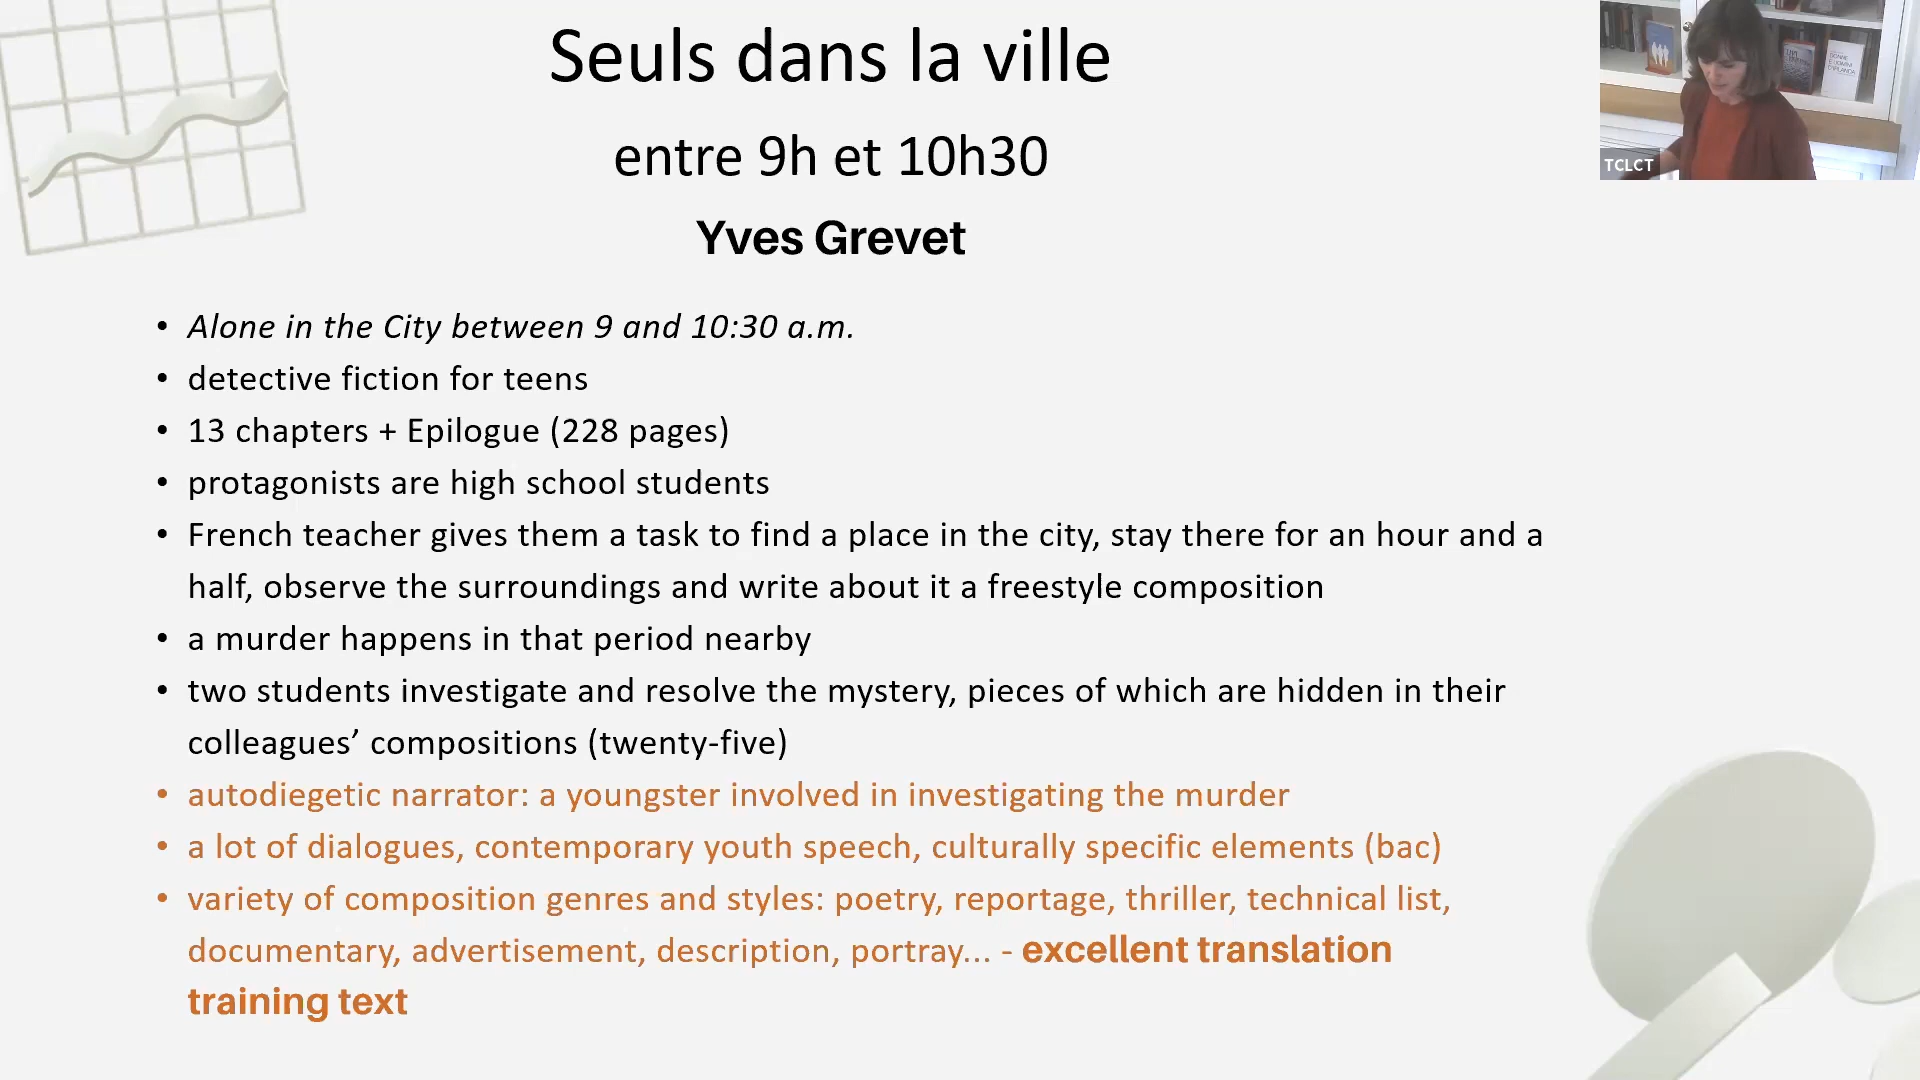 Seuls dans la ville
entre 9h et 10h30
Yves Grevet
TCLCT
• Alone in the City between 9 and 10:30 a.m.
• detective fiction for teens
• 13 chapters + Epilogue (228 pages)
• protagonists are high school students
• French teacher gives them a task to find a place in the city, stay there for an hour and a
half, observe the surroundings and write about it a freestyle composition
• a murder happens in that period nearby
• two students investigate and resolve the mystery, pieces of which are hidden in their
colleagues’ compositions (twenty-five)
• autodiegetic narrator: a youngster involved in investigating the murder
• a lot of dialogues, contemporary youth speech, culturally specific elements (bac)
• variety of composition genres and styles: poetry, reportage, thriller, technical list,
documentary, advertisement, description, portray... - excellent translation
training text